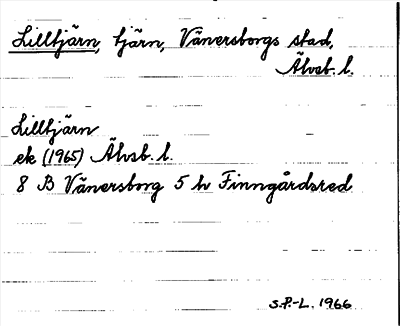 Lilltjärn, tjärn, Vänersborgs stad,
Älvsb. l.
Lilltjärn
ek (1965) Älvsb. l.
8 B Vänersborg 5 h Finngårdsred
S.P.-L. 1966